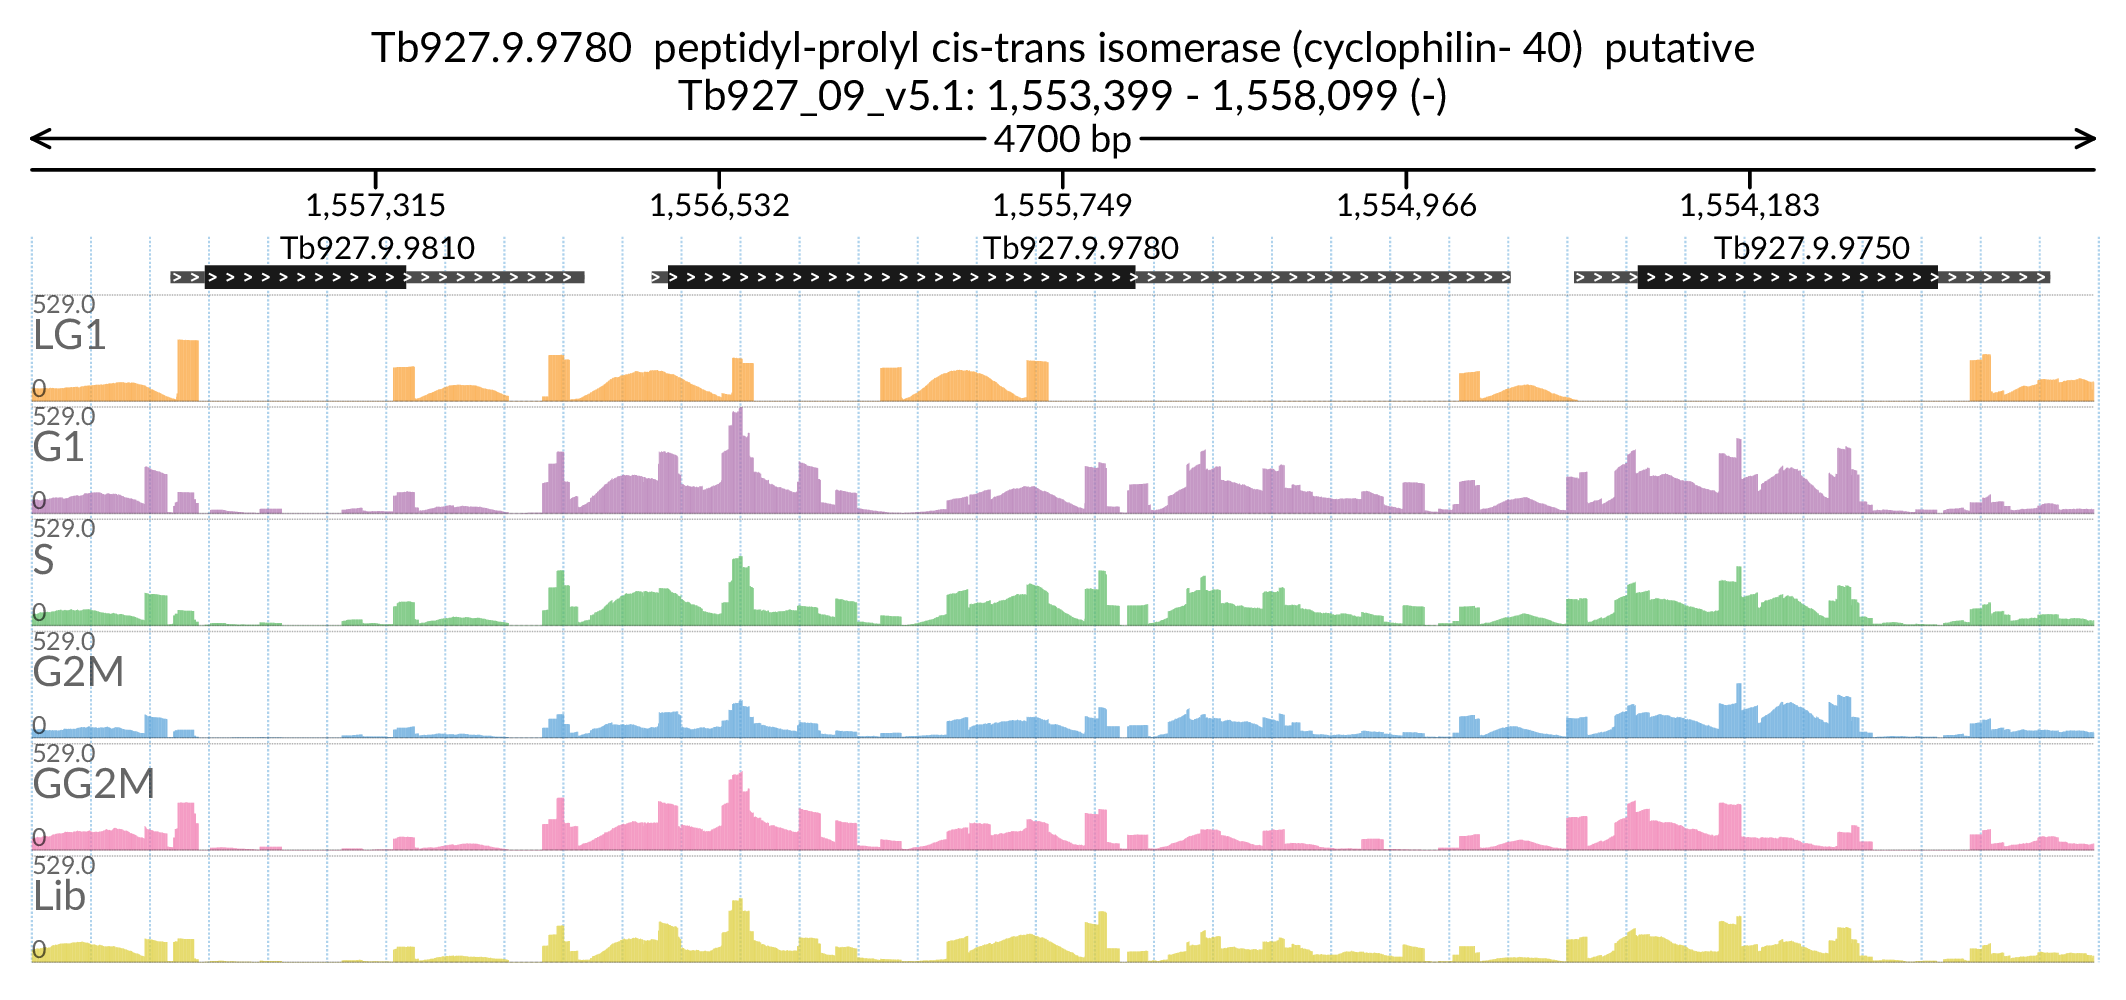 Tb927.9.9780  peptidyl-prolyl cis-trans isomerase (cyclophilin- 40)  putative
Tb927_09_v5.1: 1,553,399 - 1,558,099 (-)
4700 bp
1,557,315 1,556,532 1,555,749 1,554,966 1,554,183
Tb927.9.9810 Tb927.9.9780 Tb927.9.9750
529.0
LG1
0
529.0
G1
0
529.0
S
0
529.0
G2M
0
529.0
GG2M
0
529.0
Lib
0